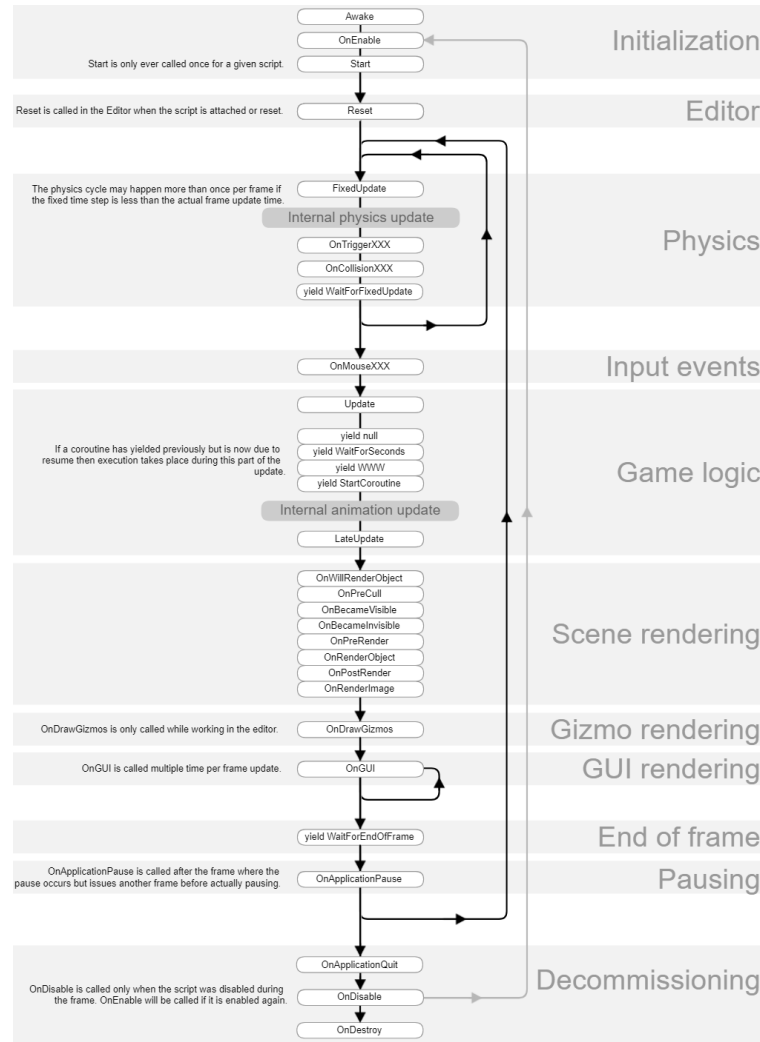 Awake
OnEnable
Initialization
Start is only ever called once for a given script.
Start
Reset is called in the Editor when the script is attached or reset.
Reset
Editor
The physics cycle may happen more than once per frame if
the fixed time step is less than the actual frame update time.
FixedUpdate
Internal physics update
Physics
OnTriggerXXX
OnCollisionXXX
yield WaitForFixedUpdate
OnMouseXXX
Input events
Update
If a coroutine has yielded previously but is now due to
resume then execution takes place during this part of the
update.
yield null
yield WaitForSeconds
yield WWW
yield StartCoroutine
Game logic
Internal animation update
LateUpdate
OnWillRenderObject
OnPreCull
OnBecameVisible
OnBecameInvisible
OnPreRender
OnRenderObject
OnPostRender
OnRenderImage
Scene rendering
OnDrawGizmos is only called while working in the editor.
OnDrawGizmos
Gizmo rendering
OnGUI is called multiple time per frame update.
OnGUI
GUI rendering
yield WaitForEndOfFrame
End of frame
OnApplicationPause is called after the frame where the
pause occurs but issues another frame before actually pausing.
OnApplicationPause
Pausing
OnApplicationQuit
Decommissioning
OnDisable is called only when the script was disabled during
the frame. OnEnable will be called if it is enabled again.
OnDisable
OnDestroy